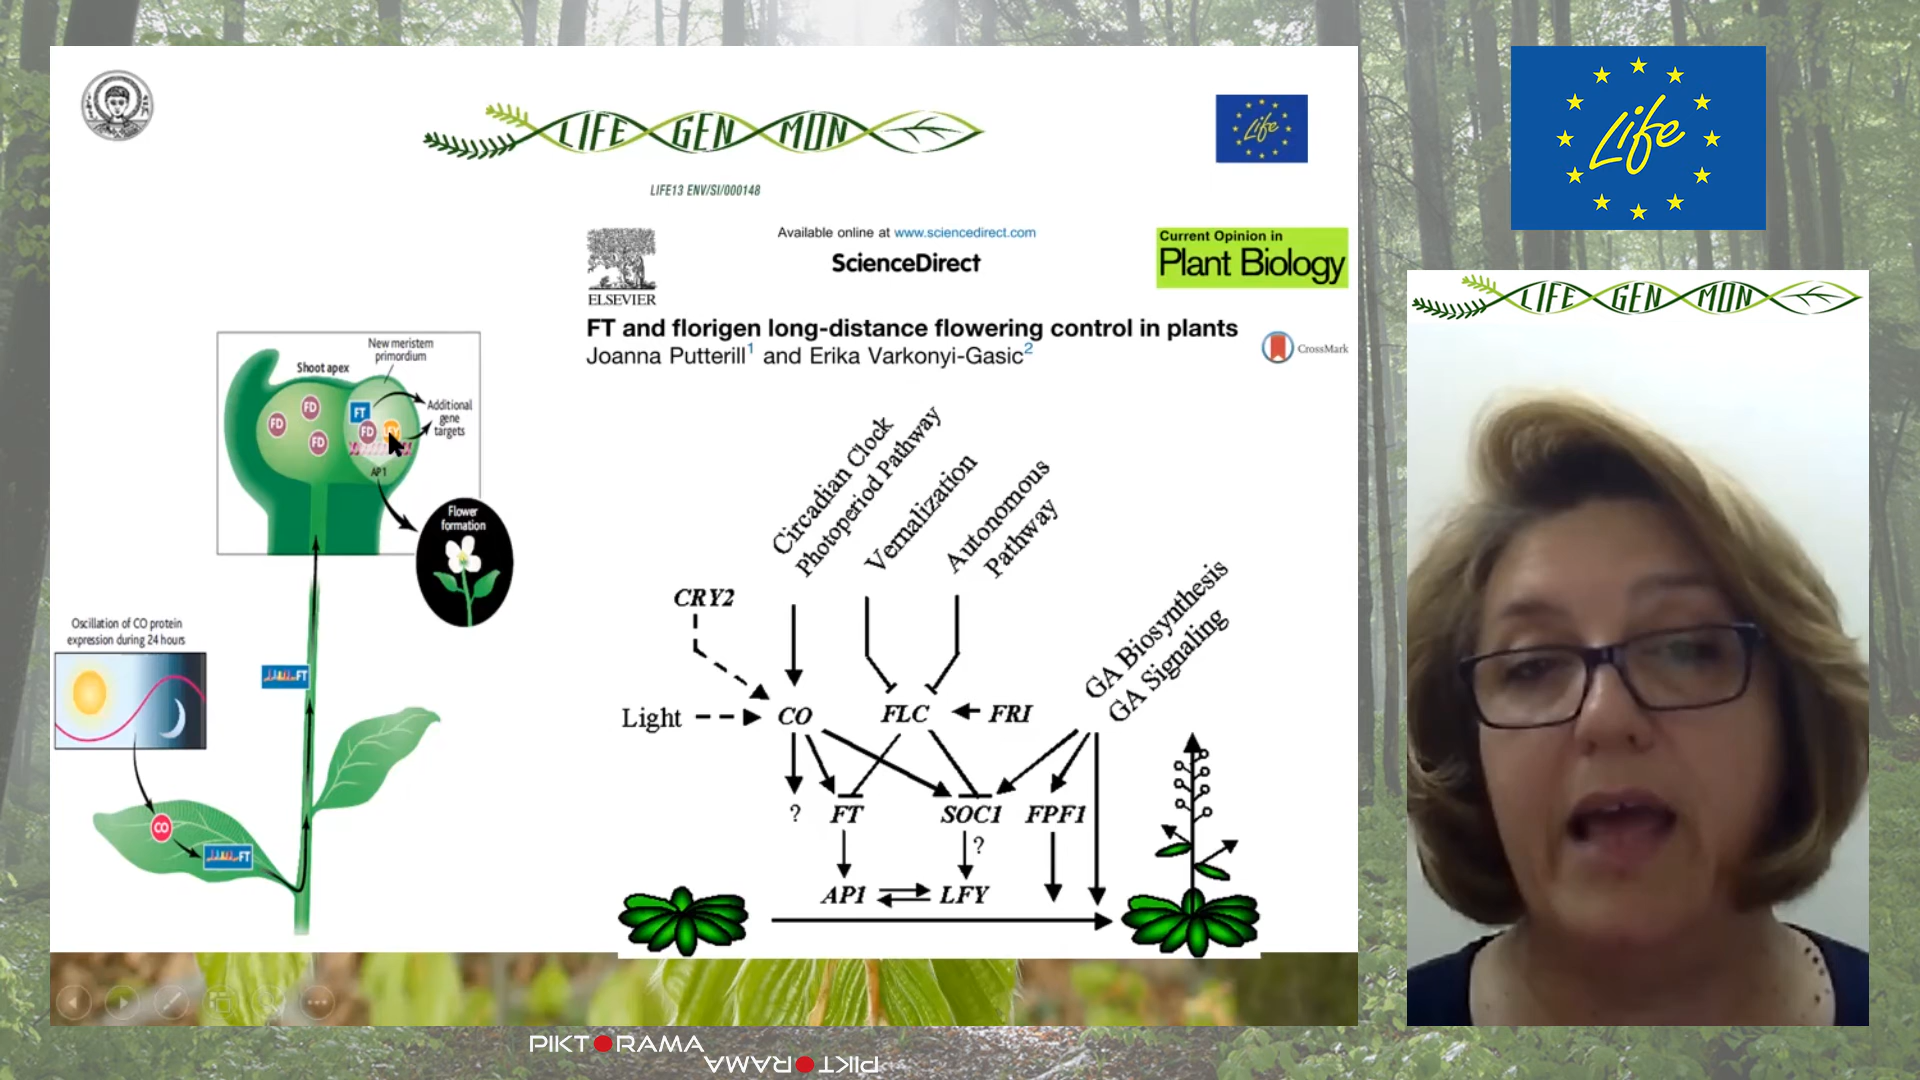 LIFE GEN MON
Life
LIFE13 ENV/SI/000148
ELSEVIER
Available online at www.sciencedirect.com
ScienceDirect
Current Opinion in
Plant Biology
FT and florigen long-distance flowering control in plants
Joanna Putterill1 and Erika Varkonyi-Gasic2
CrossMark
New meristem
primordium
Shoot apex
FD
FD
FD
FT
FD
Additional
gene
targets
AP1
Flower
formation
Oscillation of CO protein
expression during 24 hours
FT
CO
FT
Circadian Clock
Photoperiod Pathway
Vernalization
Autonomous
Pathway
GA Biosynthesis
GA Signaling
CRY2
Light
CO
FLC
FRI
?
FT
SOC1
FPF1
?
AP1
LFY
Life
LIFE GEN MON
PIKTORAMA
PIKTORAMA